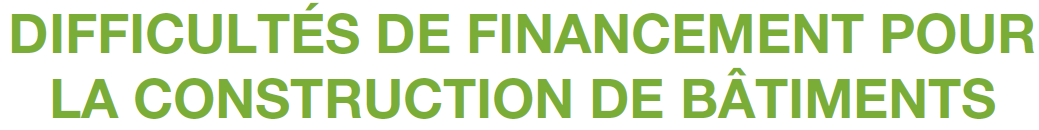 DIFFICULTÉS DE FINANCEMENT POUR
LA CONSTRUCTION DE BÂTIMENTS